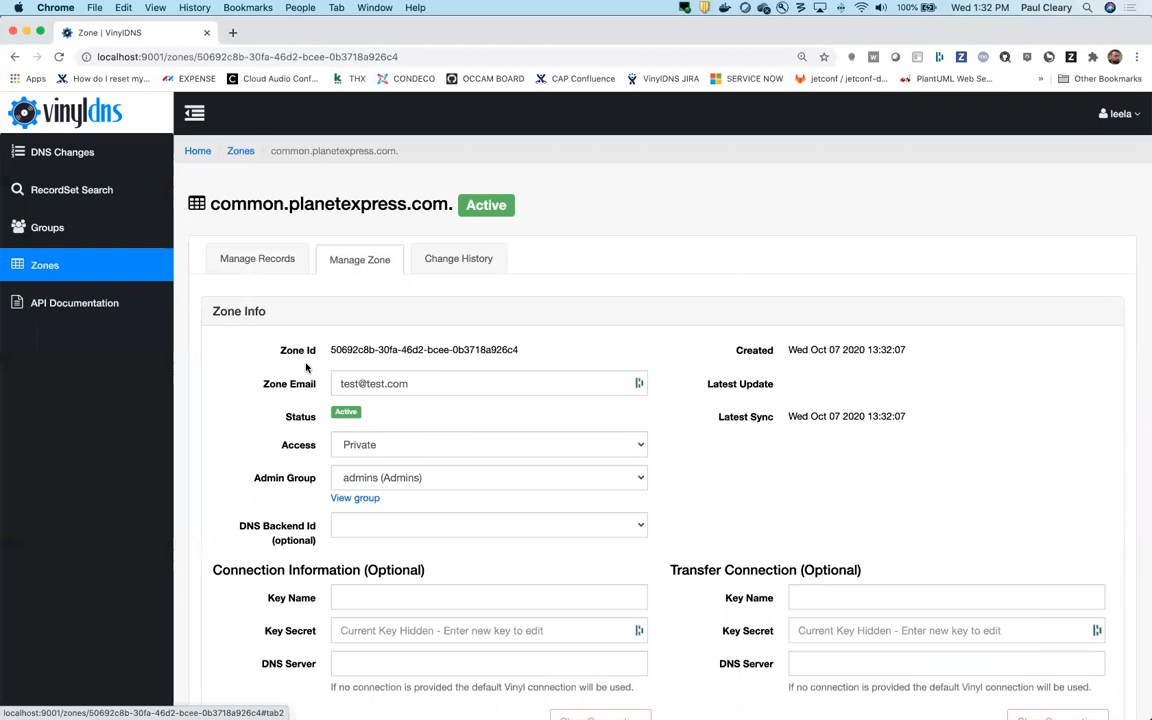 Chrome File Edit View History Bookmarks People Tab Window Help 100% Wed 1:32 PM Paul Cleary
Zone | VinylDNS
localhost:9001/zones/50692c8b-30fa-46d2-bcee-0b3718a926c4
Apps How do I reset my... EXPENSE Cloud Audio Conf... THX CONDECO OCCAM BOARD CAP Confluence VinylDNS JIRA SERVICE NOW jetconf / jetconf-d... PlantUML Web Se... » Other Bookmarks
vinyldns
leela
DNS Changes
RecordSet Search
Groups
Zones
API Documentation
Home Zones common.planetexpress.com.
common.planetexpress.com. Active
Manage Records Manage Zone Change History
Zone Info
Zone Id 50692c8b-30fa-46d2-bcee-0b3718a926c4 Created Wed Oct 07 2020 13:32:07
Zone Email test@test.com Latest Update
Status Active Latest Sync Wed Oct 07 2020 13:32:07
Access Private
Admin Group admins (Admins)
View group
DNS Backend Id
(optional)
Connection Information (Optional) Transfer Connection (Optional)
Key Name Key Name
Key Secret Current Key Hidden - Enter new key to edit Key Secret Current Key Hidden - Enter new key to edit
DNS Server DNS Server
If no connection is provided the default Vinyl connection will be used. If no connection is provided the default Vinyl connection will be used.
localhost:9001/zones/50692c8b-30fa-46d2-bcee-0b3718a926c4#tab2